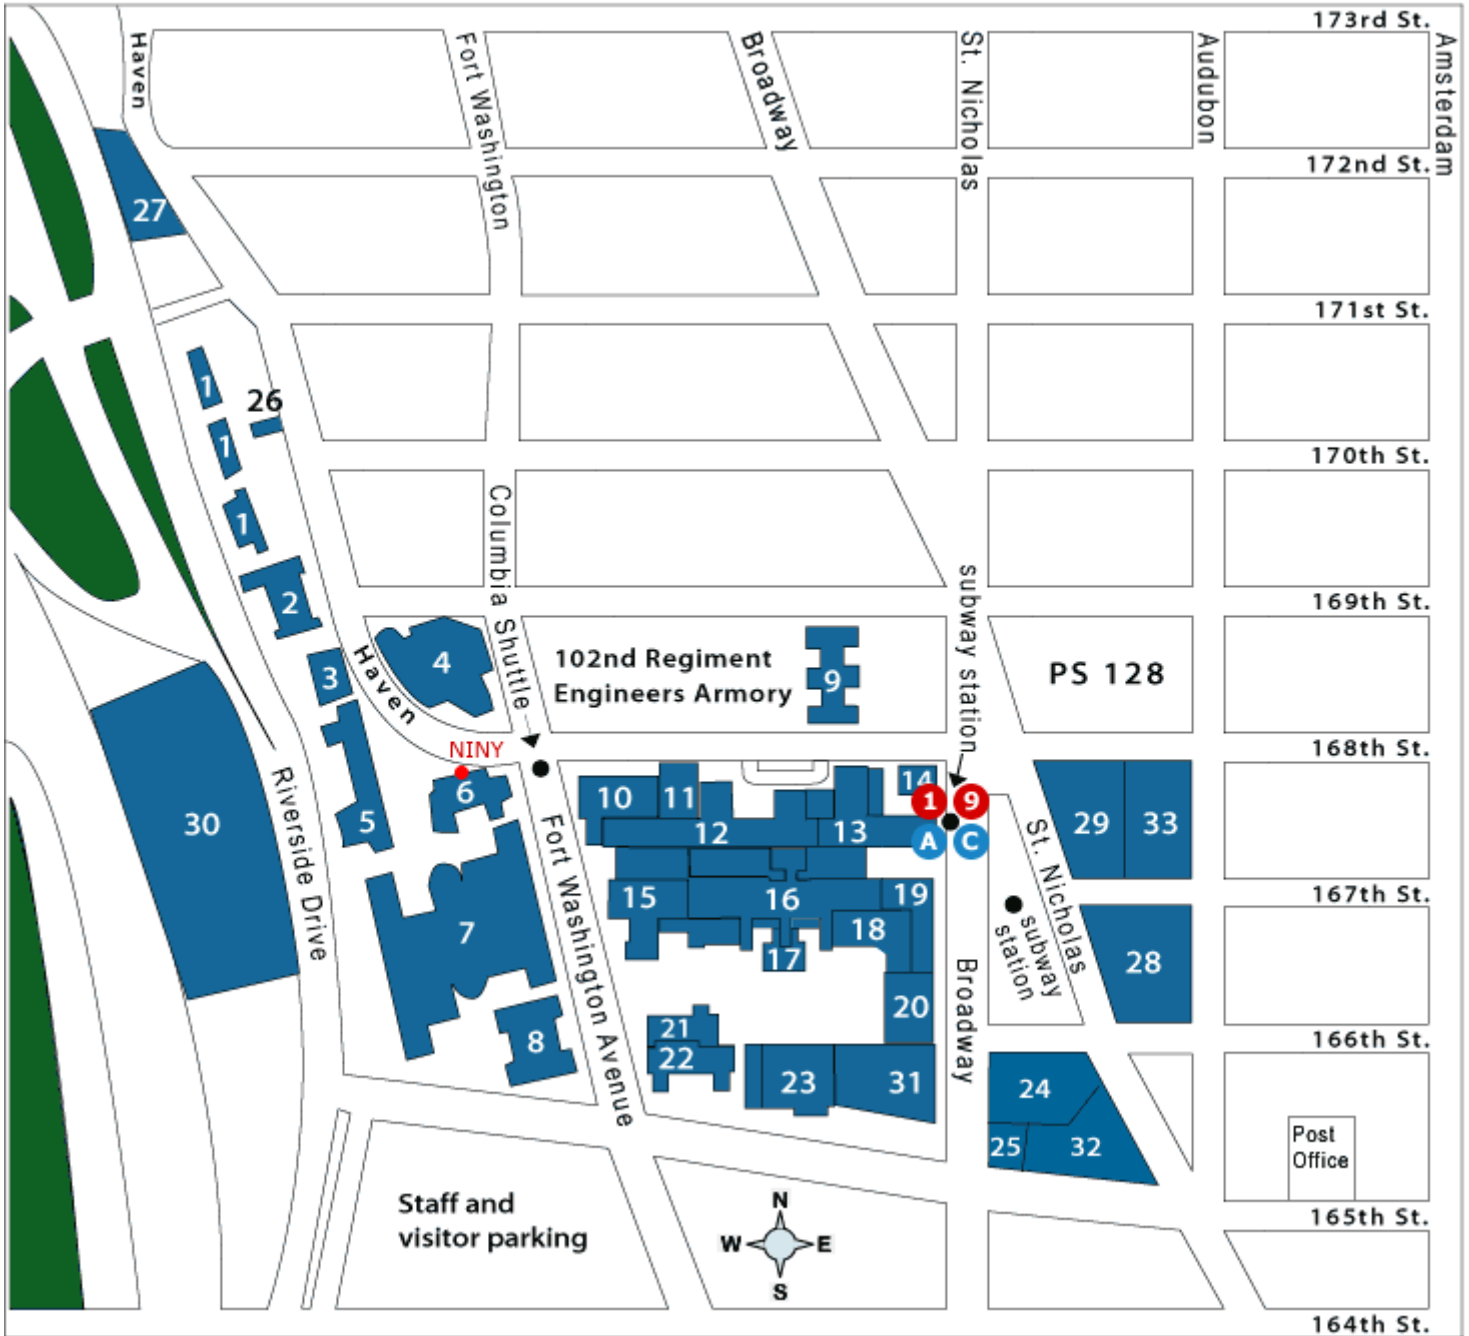 173rd St.
Haven
Fort Washington
Broadway
St. Nicholas
Audubon
Amsterdam
172nd St.
27
171st St.
1
26
1
170th St.
Columbia Shuttle
1
subway station
2
169th St.
4
102nd Regiment
Engineers Armory
9
PS 128
3
Haven
168th St.
NINY
6
10
11
14
1
9
30
Riverside Drive
5
Fort Washington Avenue
12
13
A
C
St. Nicholas
29
33
167th St.
15
16
19
7
18
subway
station
17
28
Broadway
20
8
21
166th St.
22
23
31
24
25
32
Post
Office
Staff and
visitor parking
N
W
E
S
165th St.
164th St.